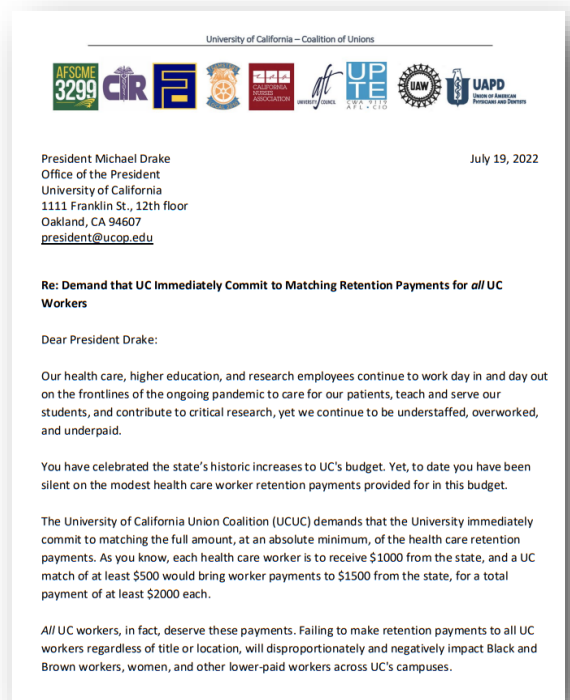 University of California – Coalition of Unions
AFSCME
3299
CIR
CALIFORNIA
NURSES
ASSOCIATION
aft
UNIVERSITY COUNCIL
UP
TE
CWA 9119
AFL • CIO
UAW
UAPD
UNION OF AMERICAN
PHYSICIANS AND DENTISTS
President Michael Drake
July 19, 2022
Office of the President
University of California
1111 Franklin St., 12th floor
Oakland, CA 94607
president@ucop.edu
Re: Demand that UC Immediately Commit to Matching Retention Payments for all UC
Workers
Dear President Drake:
Our health care, higher education, and research employees continue to work day in and day out
on the frontlines of the ongoing pandemic to care for our patients, teach and serve our
students, and contribute to critical research, yet we continue to be understaffed, overworked,
and underpaid.
You have celebrated the state's historic increases to UC's budget. Yet, to date you have been
silent on the modest health care worker retention payments provided for in this budget.
The University of California Union Coalition (UCUC) demands that the University immediately
commit to matching the full amount, at an absolute minimum, of the health care retention
payments. As you know, each health care worker is to receive $1000 from the state, and a UC
match of at least $500 would bring worker payments to $1500 from the state, for a total
payment of at least $2000 each.
All UC workers, in fact, deserve these payments. Failing to make retention payments to all UC
workers regardless of title or location, will disproportionately and negatively impact Black and
Brown workers, women, and other lower-paid workers across UC's campuses.